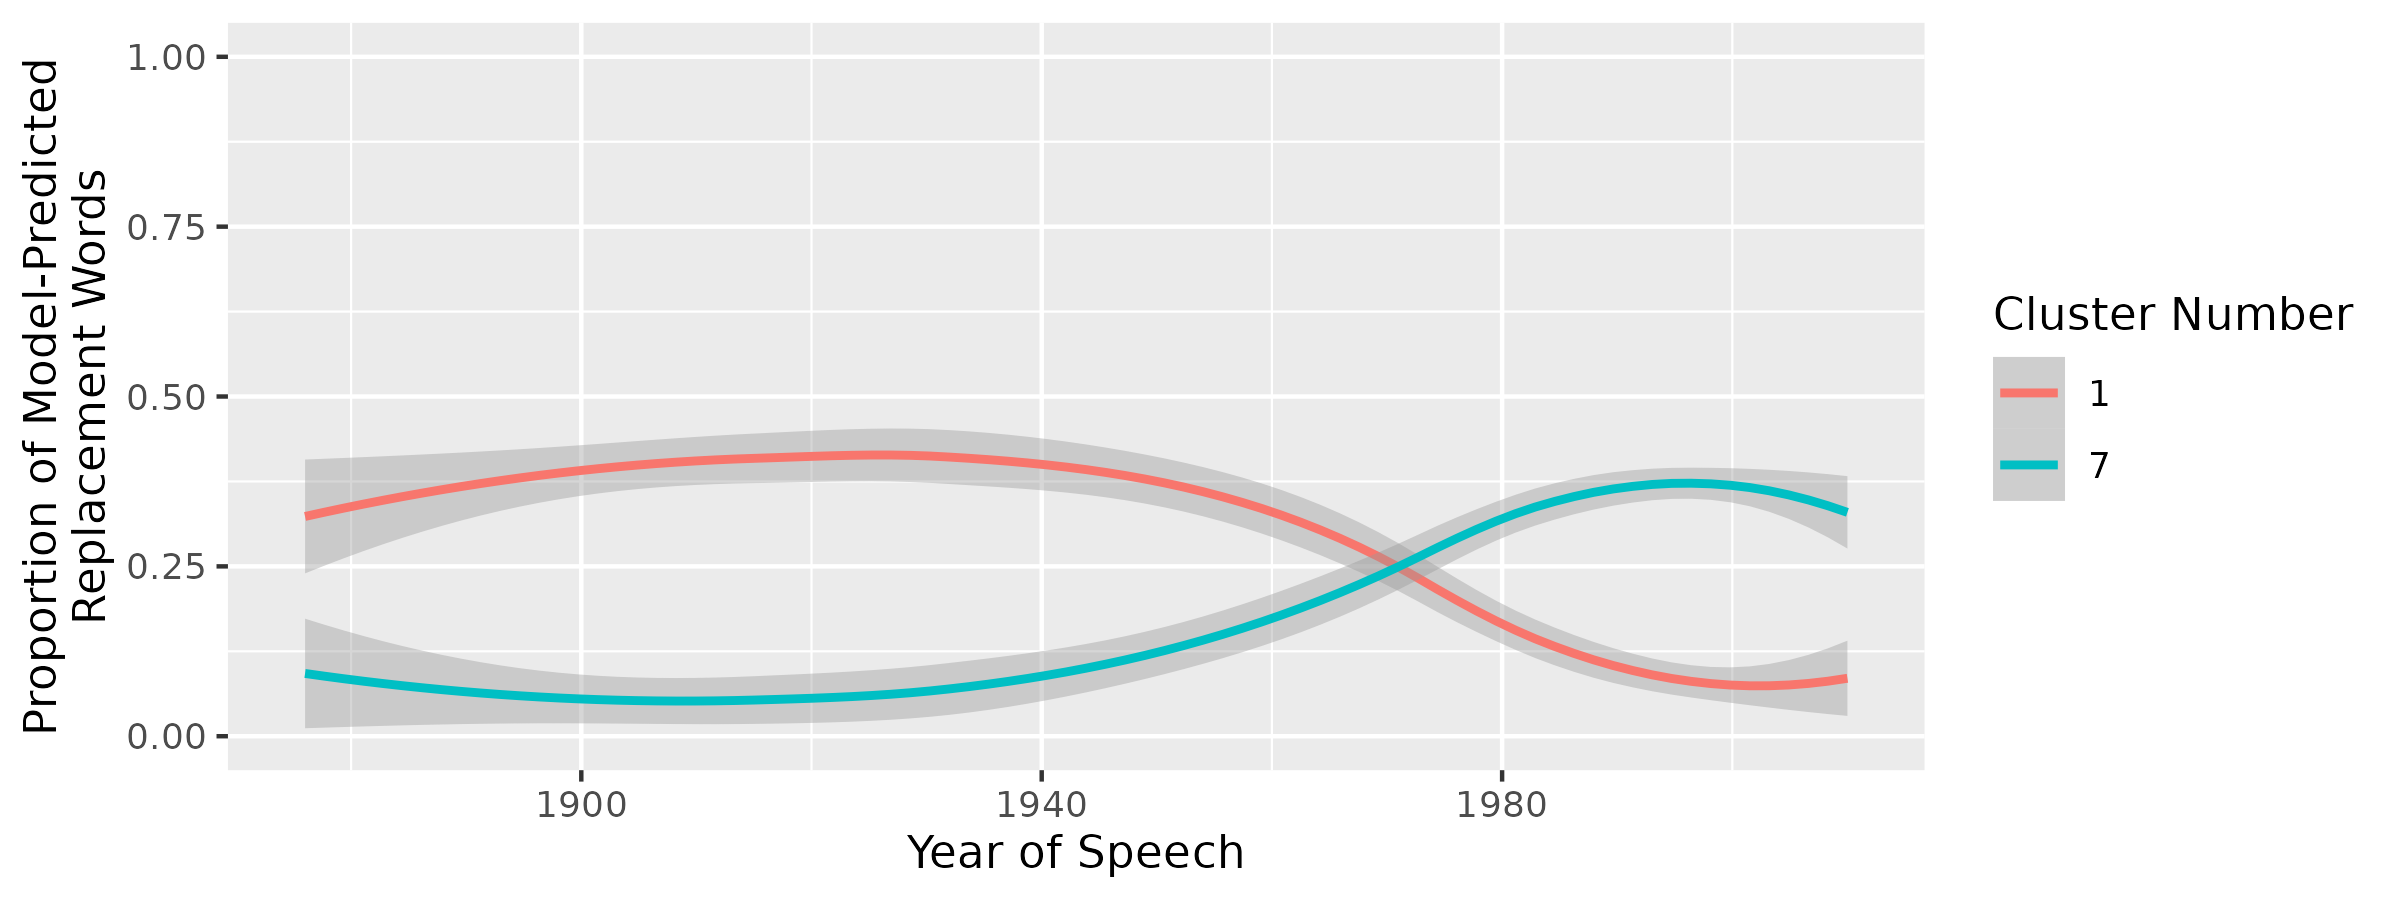 Proportion of Model-Predicted
Replacement Words
1.00
0.75
0.50
0.25
0.00
1900
1940
1980
Year of Speech
Cluster Number
1
7